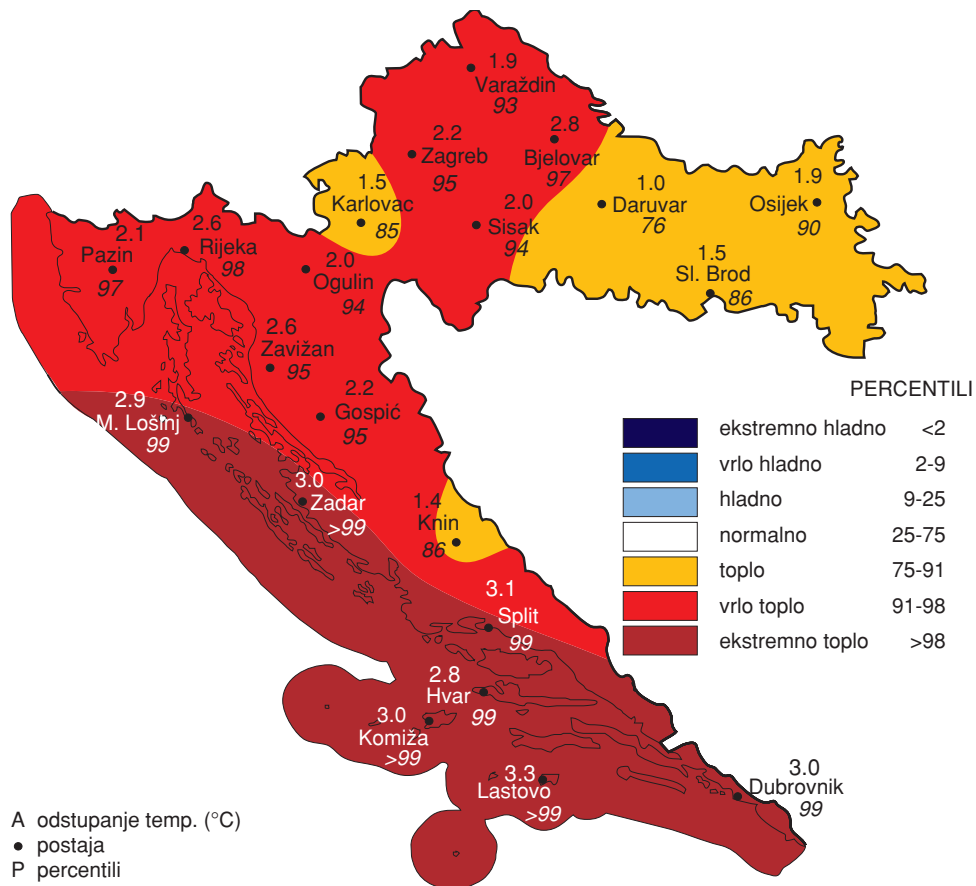 1.9
Varaždin
93
2.2
Zagreb
95
2.8
Bjelovar
97
1.5
Karlovac
85
2.0
Sisak
94
1.0
Daruvar
76
1.9
Osijek
90
1.5
Sl. Brod
86
2.1
Pazin
97
2.6
Rijeka
98
2.0
Ogulin
94
2.6
Zavižan
95
2.2
Gospić
95
2.9
M. Lošinj
99
3.0
Zadar
>99
1.4
Knin
86
3.1
Split
99
2.8
Hvar
99
3.0
Komiža
>99
3.3
Lastovo
>99
3.0
Dubrovnik
99
PERCENTILI
ekstremno hladno <2
vrlo hladno 2-9
hladno 9-25
normalno 25-75
toplo 75-91
vrlo toplo 91-98
ekstremno toplo >98
A odstupanje temp. (°C)
• postaja
P percentili